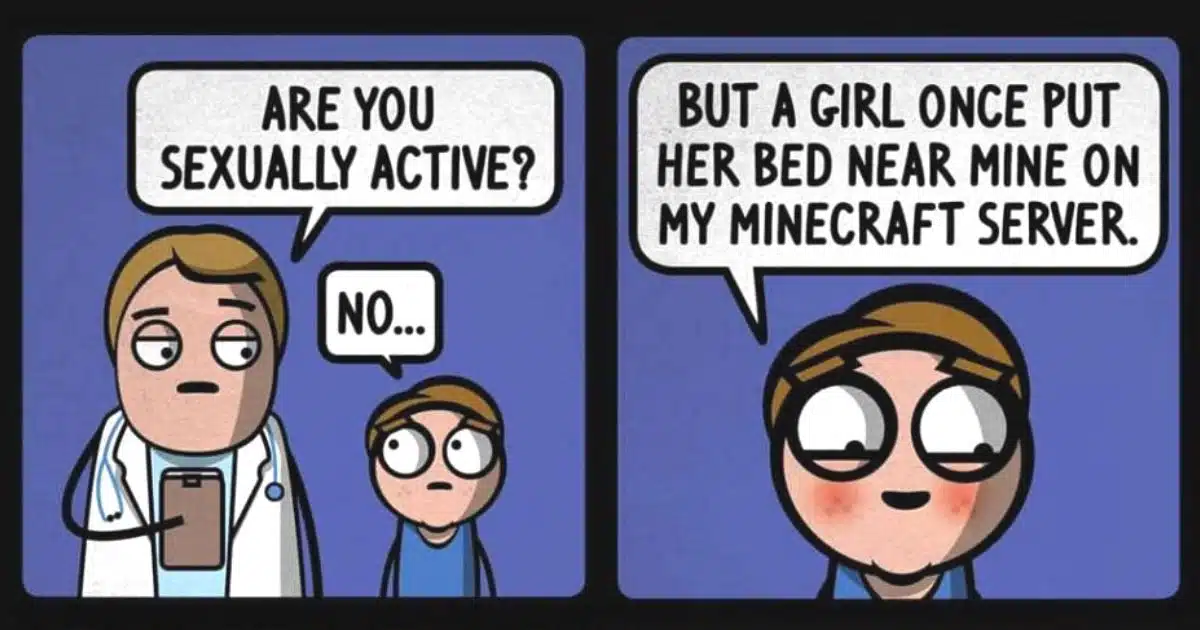 ARE YOU
SEXUALLY ACTIVE?
NO...
BUT A GIRL ONCE PUT
HER BED NEAR MINE ON
MY MINECRAFT SERVER.